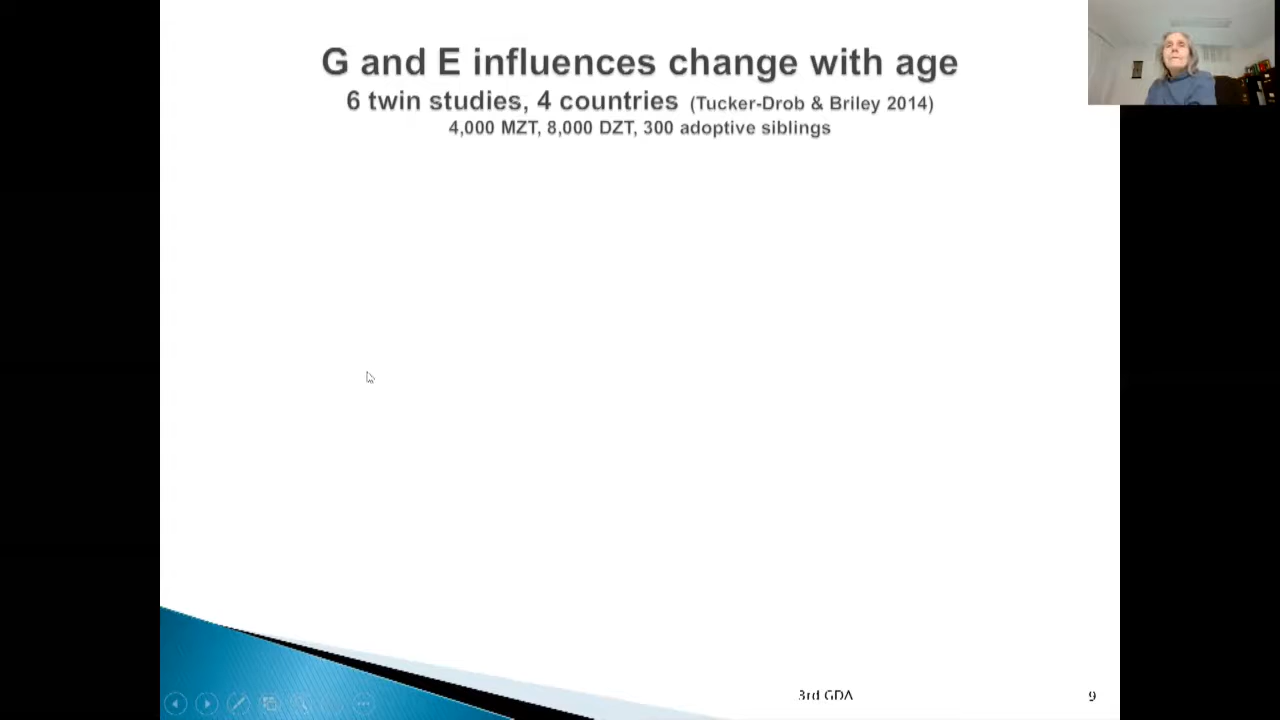 G and E influences change with age
6 twin studies, 4 countries (Tucker-Drob & Briley 2014)
4,000 MZT, 8,000 DZT, 300 adoptive siblings
3rd GDA
9